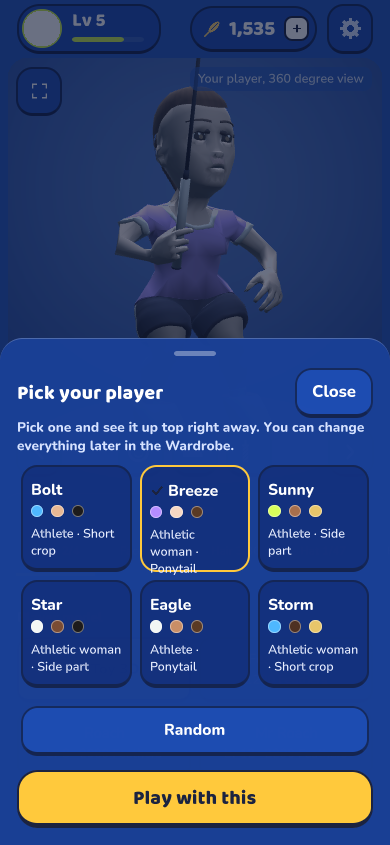 Lv 5
1,535
+
Your player, 360 degree view
Pick your player
Close
Pick one and see it up top right away. You can change
everything later in the Wardrobe.
Bolt
Athlete · Short
crop
Breeze
Athletic
woman ·
Ponytail
Sunny
Athlete · Side
part
Star
Athletic woman
· Side part
Eagle
Athlete ·
Ponytail
Storm
Athletic woman
· Short crop
Random
Play with this